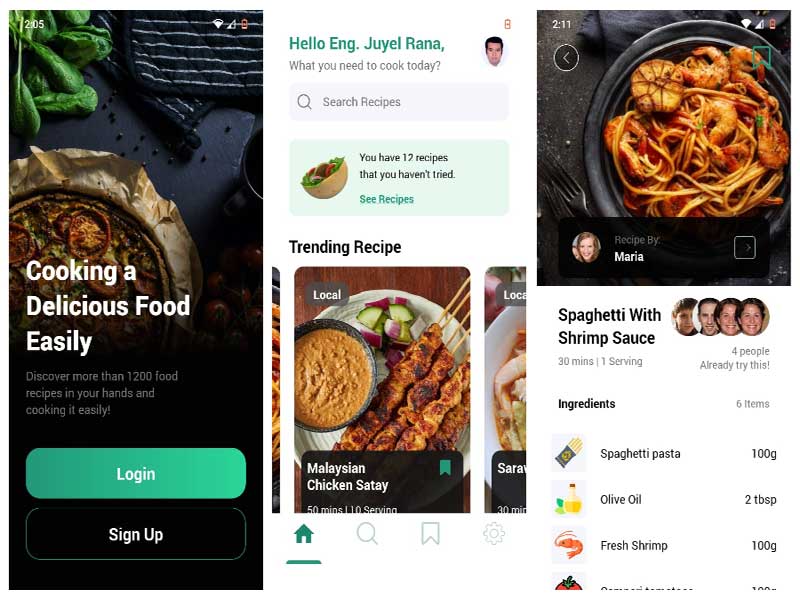 2:05
Cooking a
Delicious Food
Easily
Discover more than 1200 food
recipes in your hands and
cooking it easily!
Login
Sign Up
Hello Eng. Juyel Rana,
What you need to cook today?
Search Recipes
You have 12 recipes
that you haven't tried.
See Recipes
Trending Recipe
Local
Malaysian
Chicken Satay
50 mins | 10 Serving
Loca
Saraw
30 mi
2:11
Recipe By:
Maria
Spaghetti With
Shrimp Sauce
30 mins | 1 Serving
4 people
Already try this!
Ingredients
6 Items
Spaghetti pasta
100g
Olive Oil
2 tbsp
Fresh Shrimp
100g